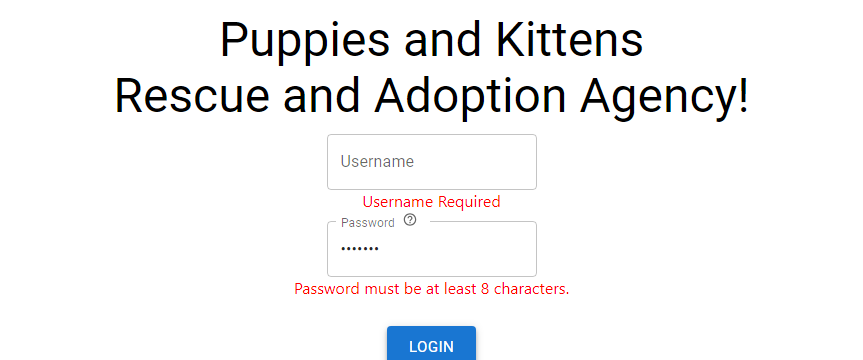 Puppies and Kittens
Rescue and Adoption Agency!
Username
Username Required
Password
•••••••
Password must be at least 8 characters.
LOGIN